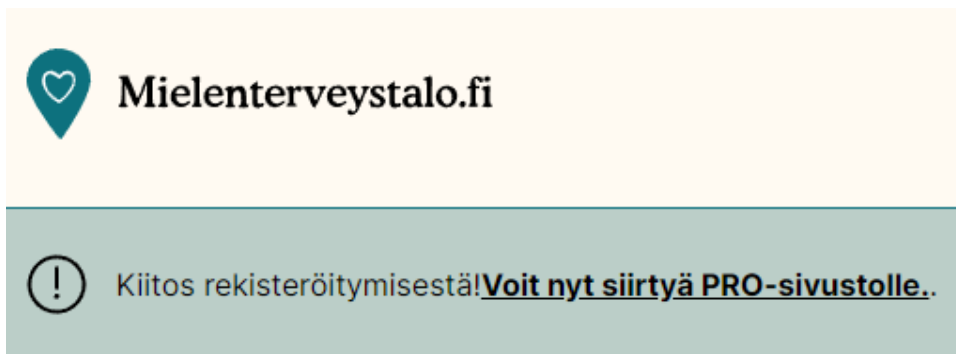 Mielenterveystalo.fi
Kiitos rekisteröitymisestä!Voit nyt siirtyä PRO-sivustolle..